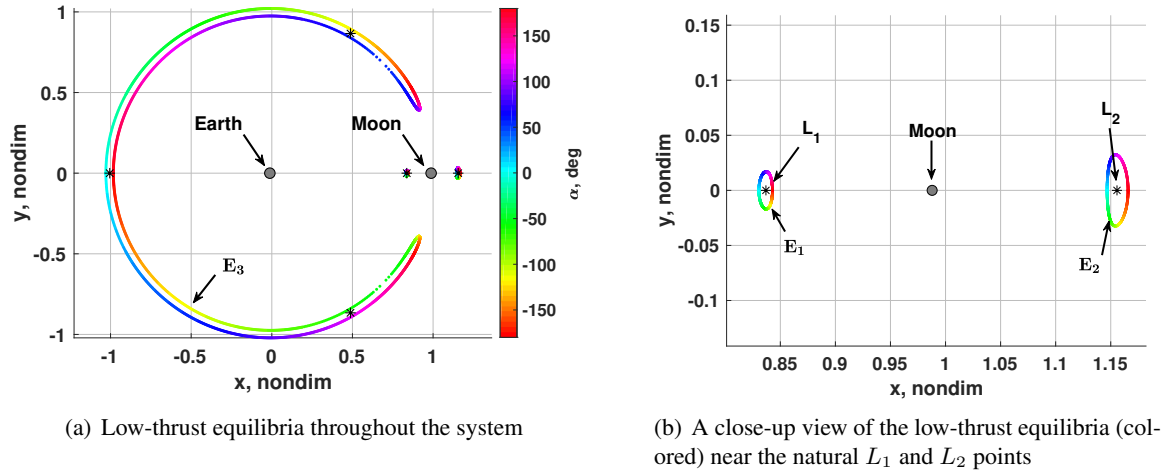 1
0.5
0
-0.5
-1
y, nondim
Earth
Moon
E₃
-1
-0.5
0
0.5
1
x, nondim
150
100
50
0
-50
-100
-150
α, deg
(a) Low-thrust equilibria throughout the system
0.15
0.1
0.05
0
-0.05
-0.1
y, nondim
L₁
Moon
L₂
E₁
E₂
0.85
0.9
0.95
1
1.05
1.1
1.15
x, nondim
(b) A close-up view of the low-thrust equilibria (col-
ored) near the natural L₁ and L₂ points